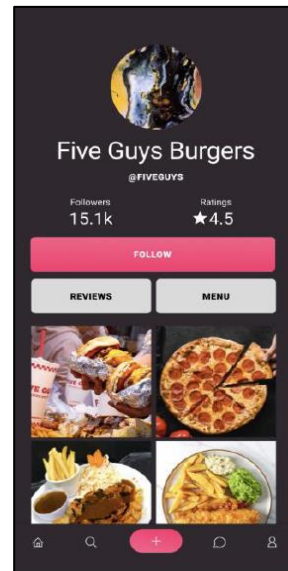 Five Guys Burgers
@FIVEGUYS
Followers
Ratings
15.1k
★4.5
FOLLOW
REVIEWS
MENU